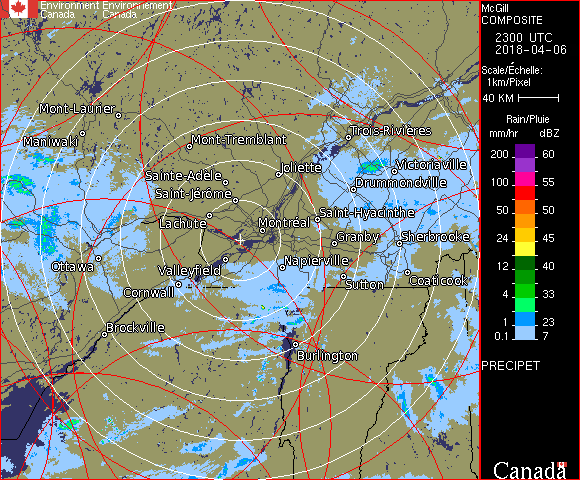 Environment Environnement
Canada Canada
McGill
COMPOSITE
2300 UTC
2018-04-06
Scale/Échelle:
1km/Pixel
40 KM
Rain/Pluie
mm/hr dBZ
200 60
100 55
50 50
24 45
12 40
4 33
1 23
0.1 7
PRECIPET
Canada
Mont-Laurier
Maniwaki
Mont-Tremblant
Trois-Rivières
Joliette
Victoriaville
Sainte-Adèle
Drummondville
Saint-Jérôme
Lachute
Saint-Hyacinthe
Montréal
Granby
Sherbrooke
Ottawa
Valleyfield
Napierville
Cornwall
Sutton
Coaticook
Brockville
Burlington